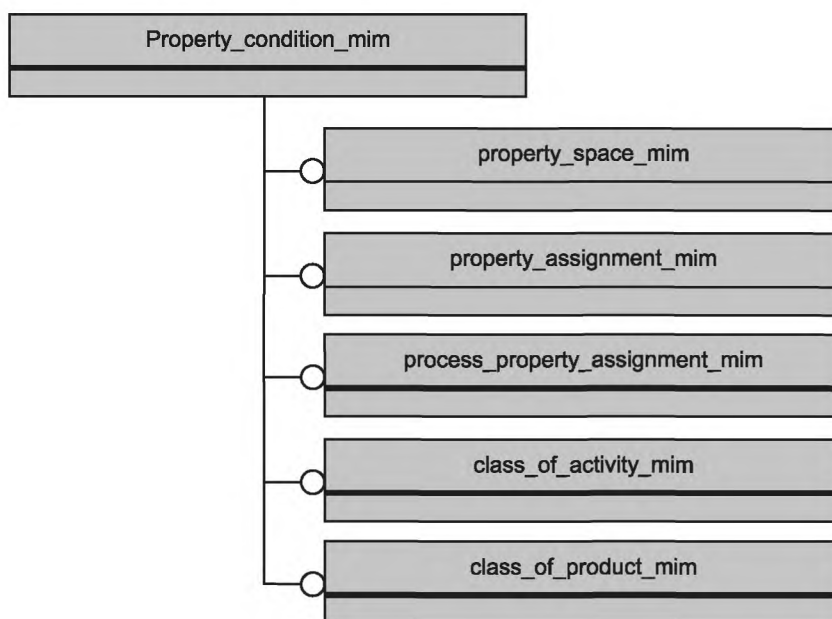 Property_condition_mim
property_space_mim
property_assignment_mim
process_property_assignment_mim
class_of_activity_mim
class_of_product_mim